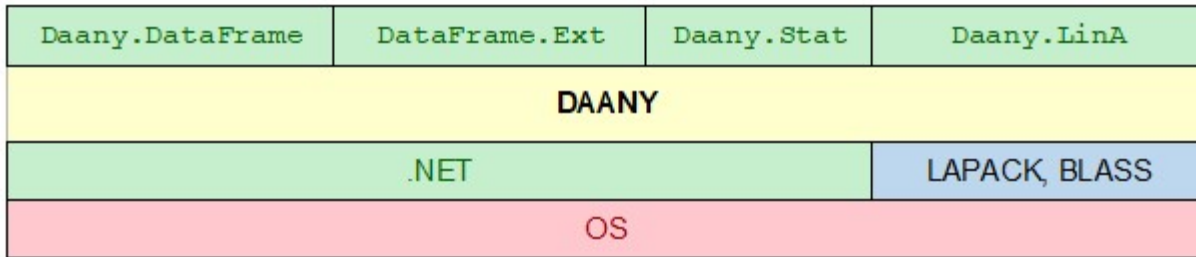 Daany.DataFrame DataFrame.Ext Daany.Stat Daany.LinA
DAANY
.NET LAPACK, BLASS
OS